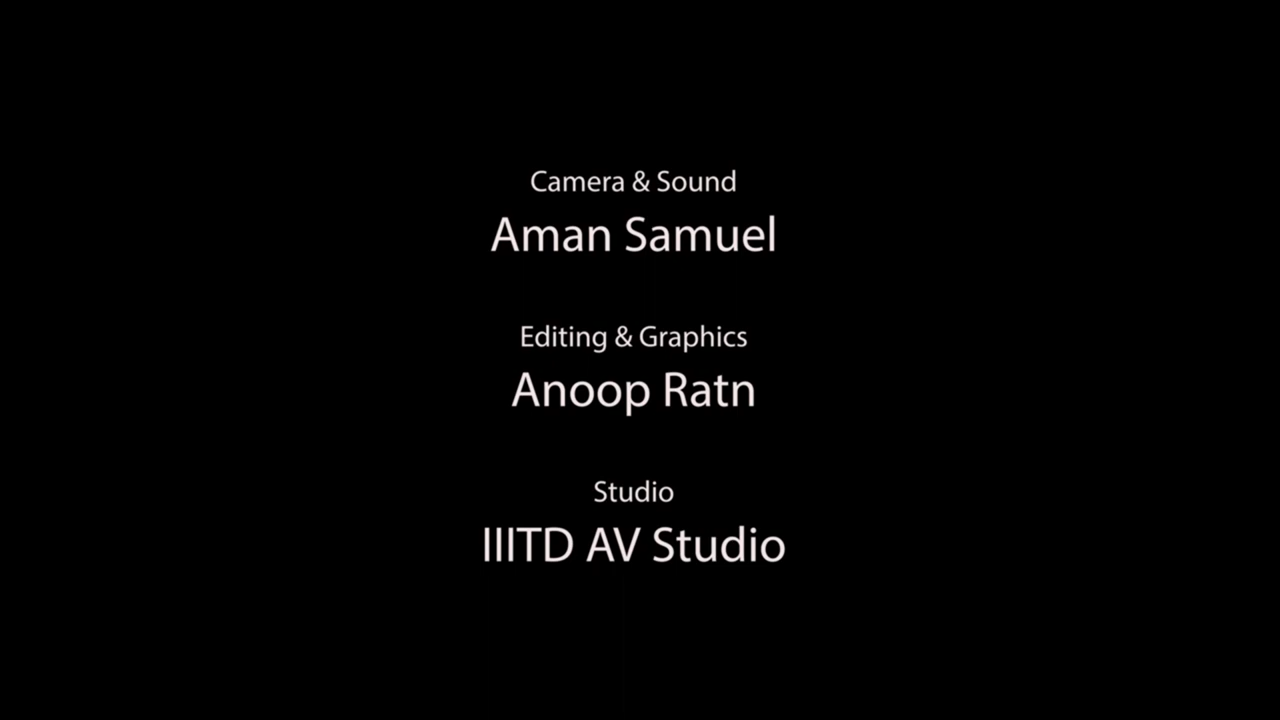 Camera & Sound
Aman Samuel
Editing & Graphics
Anoop Ratn
Studio
IIITD AV Studio